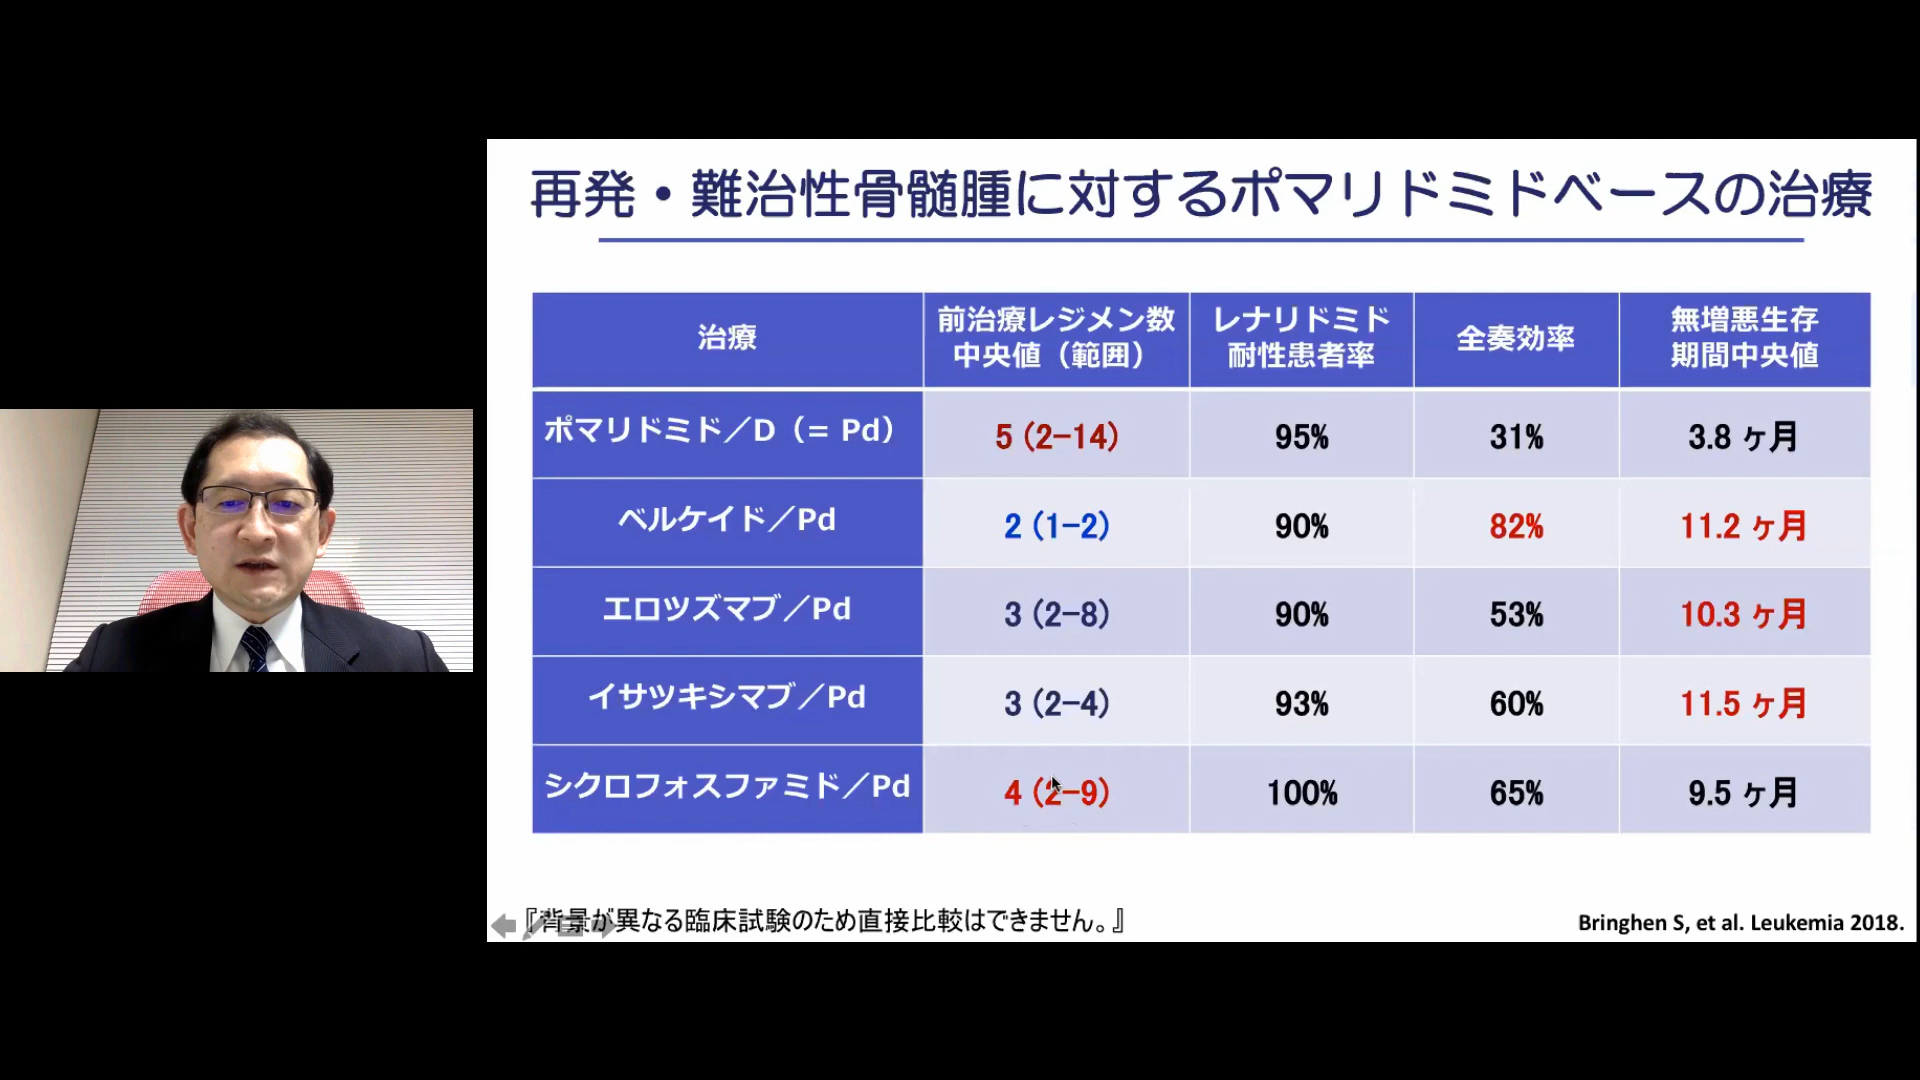 再発・難治性骨髄腫に対するポマリドミドベースの治療
治療
前治療レジメン数
中央値（範囲）
レナリドミド
耐性患者率
全奏効率
無増悪生存
期間中央値
ポマリドミド／D（= Pd）
5 (2−14)
95%
31%
3.8 ヶ月
ベルケイド／Pd
2 (1−2)
90%
82%
11.2 ヶ月
エロツズマブ／Pd
3 (2−8)
90%
53%
10.3 ヶ月
イサツキシマブ／Pd
3 (2−4)
93%
60%
11.5 ヶ月
シクロフォスファミド／Pd
4 (2−9)
100%
65%
9.5 ヶ月
『背景が異なる臨床試験のため直接比較はできません。』
Bringhen S, et al. Leukemia 2018.